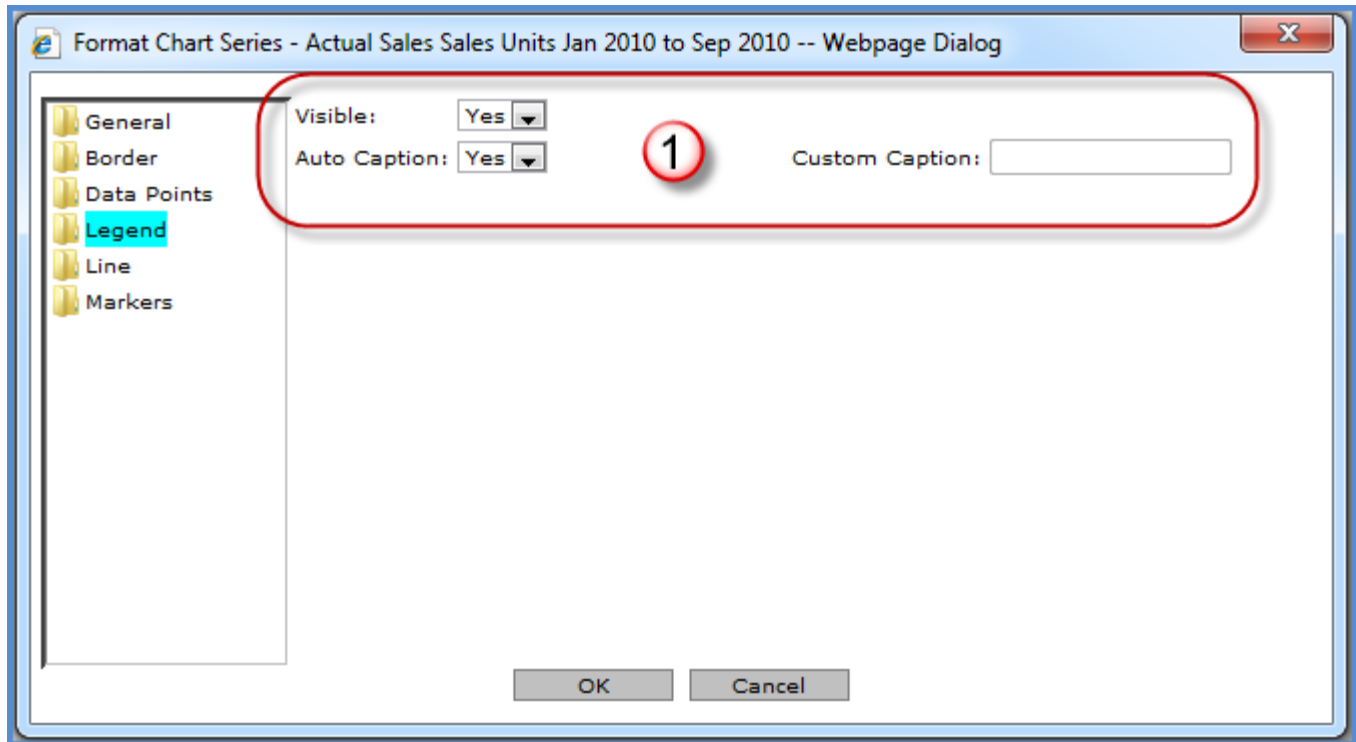 Format Chart Series - Actual Sales Sales Units Jan 2010 to Sep 2010 -- Webpage Dialog
General
Border
Data Points
Legend
Line
Markers
Visible: Yes
Auto Caption: Yes
1
Custom Caption:
OK
Cancel